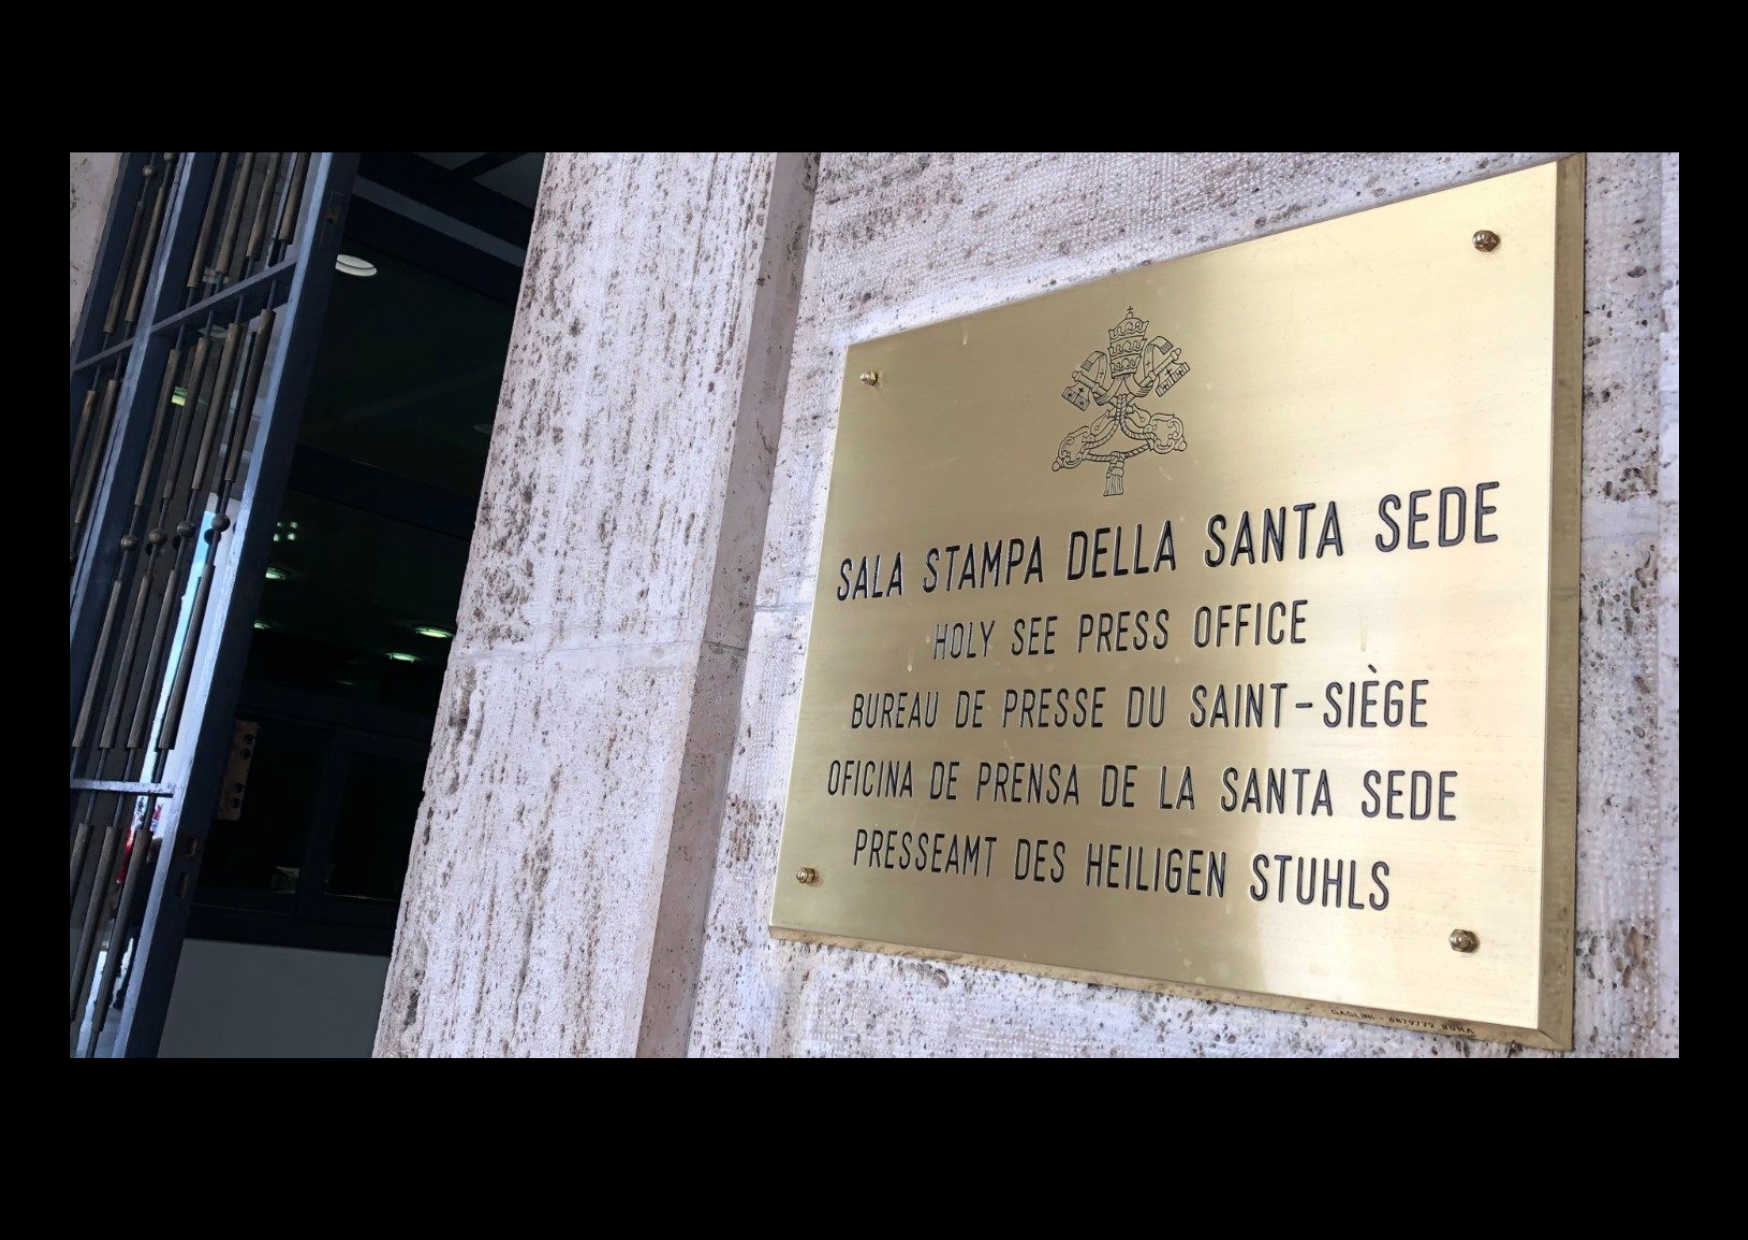 SALA STAMPA DELLA SANTA SEDE
HOLY SEE PRESS OFFICE
BUREAU DE PRESSE DU SAINT-SIÈGE
OFICINA DE PRENSA DE LA SANTA SEDE
PRESSEAMT DES HEILIGEN STUHLS
ROMA